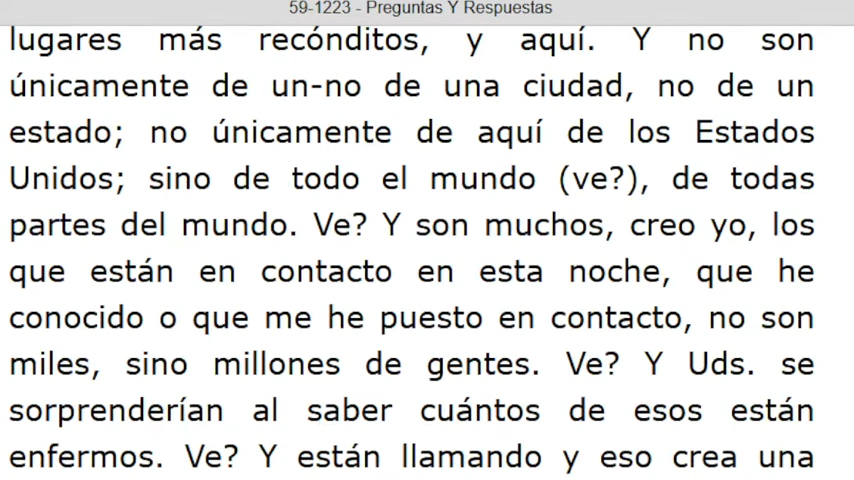 59-1223 - Preguntas Y Respuestas
lugares más recónditos, y aquí. Y no son
únicamente de un-no de una ciudad, no de un
estado; no únicamente de aquí de los Estados
Unidos; sino de todo el mundo (ve?), de todas
partes del mundo. Ve? Y son muchos, creo yo, los
que están en contacto en esta noche, que he
conocido o que me he puesto en contacto, no son
miles, sino millones de gentes. Ve? Y Uds. se
sorprenderían al saber cuántos de esos están
enfermos. Ve? Y están llamando y eso crea una